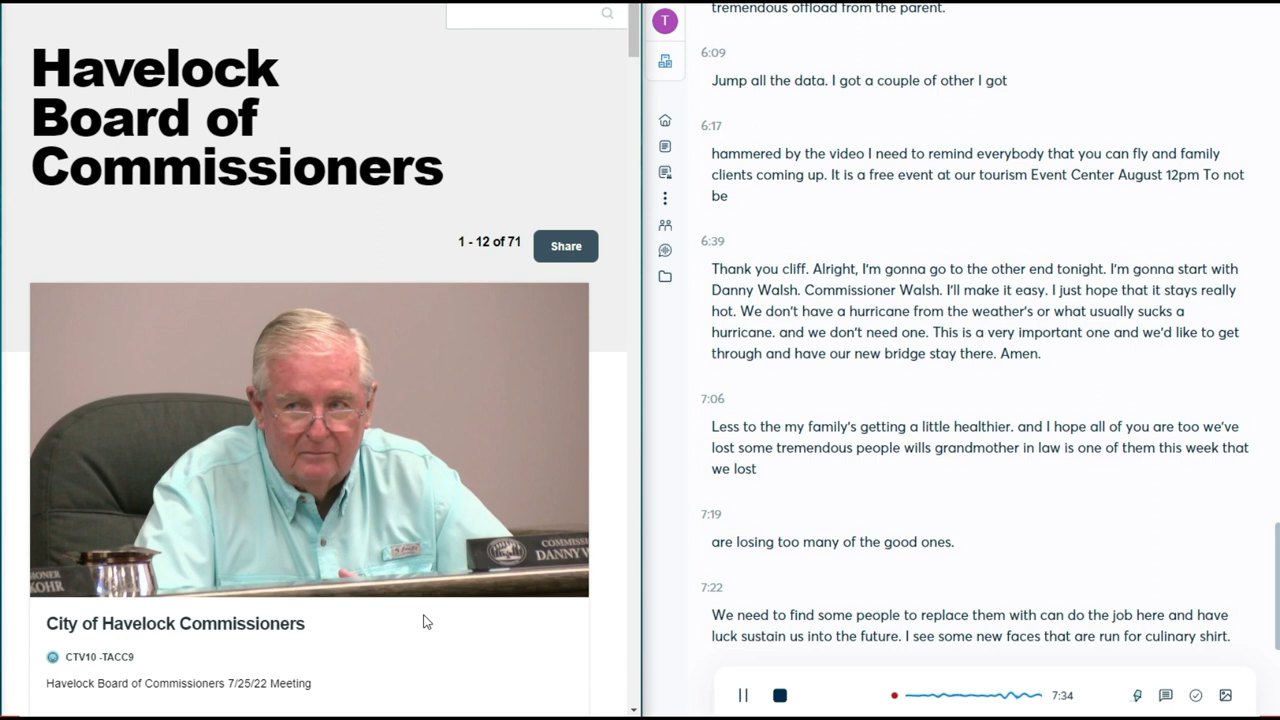 Havelock
Board of
Commissioners
1 - 12 of 71
Share
COMMISSI
DANNY W
IONER
KOHR
City of Havelock Commissioners
CTV10 -TACC9
Havelock Board of Commissioners 7/25/22 Meeting
T
tremendous offload from the parent.
6:09
Jump all the data. I got a couple of other I got
6:17
hammered by the video I need to remind everybody that you can fly and family
clients coming up. It is a free event at our tourism Event Center August 12pm To not
be
6:39
Thank you cliff. Alright, I'm gonna go to the other end tonight. I'm gonna start with
Danny Walsh. Commissioner Walsh. I'll make it easy. I just hope that it stays really
hot. We don't have a hurricane from the weather's or what usually sucks a
hurricane. and we don't need one. This is a very important one and we'd like to get
through and have our new bridge stay there. Amen.
7:06
Less to the my family's getting a little healthier. and I hope all of you are too we've
lost some tremendous people wills grandmother in law is one of them this week that
we lost
7:19
are losing too many of the good ones.
7:22
We need to find some people to replace them with can do the job here and have
luck sustain us into the future. I see some new faces that are run for culinary shirt.
7:34